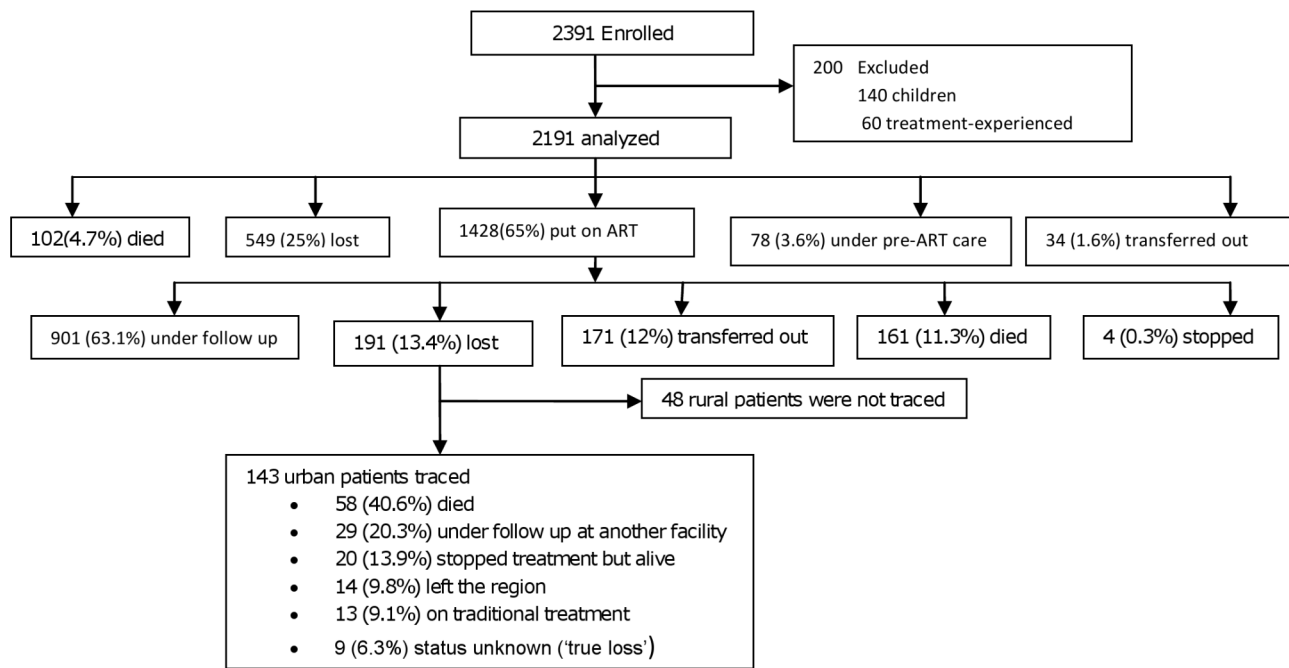 2391 Enrolled
200 Excluded
140 children
60 treatment-experienced
2191 analyzed
102(4.7%) died
549 (25%) lost
1428(65%) put on ART
78 (3.6%) under pre-ART care
34 (1.6%) transferred out
901 (63.1%) under follow up
191 (13.4%) lost
171 (12%) transferred out
161 (11.3%) died
4 (0.3%) stopped
48 rural patients were not traced
143 urban patients traced
• 58 (40.6%) died
• 29 (20.3%) under follow up at another facility
• 20 (13.9%) stopped treatment but alive
• 14 (9.8%) left the region
• 13 (9.1%) on traditional treatment
• 9 (6.3%) status unknown (‘true loss’)